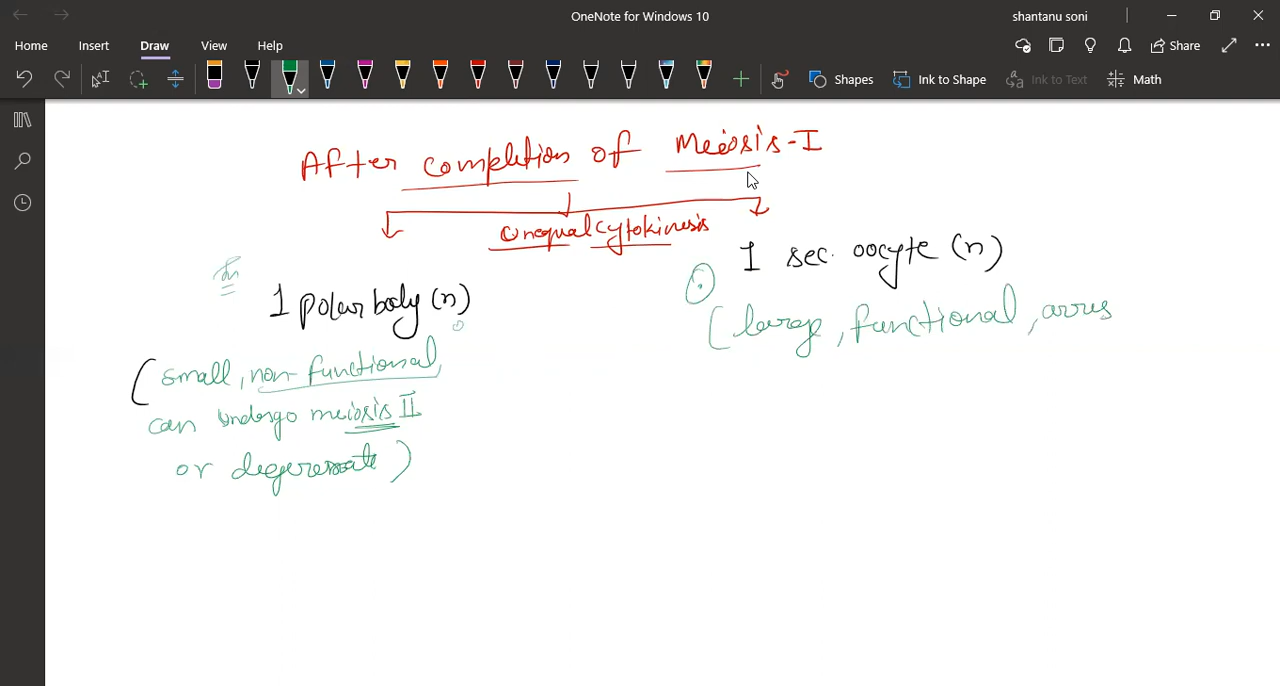 OneNote for Windows 10
shantanu soni
Home Insert Draw View Help
Share
Shapes Ink to Shape Ink to Text Math
After completion of Meiosis-I
Unequal cytokinesis
1 sec. oocyte (n)
1 polar body (n)
(large, functional, arres
(small, non-functional,
can undergo meiosis II
or degenerate)